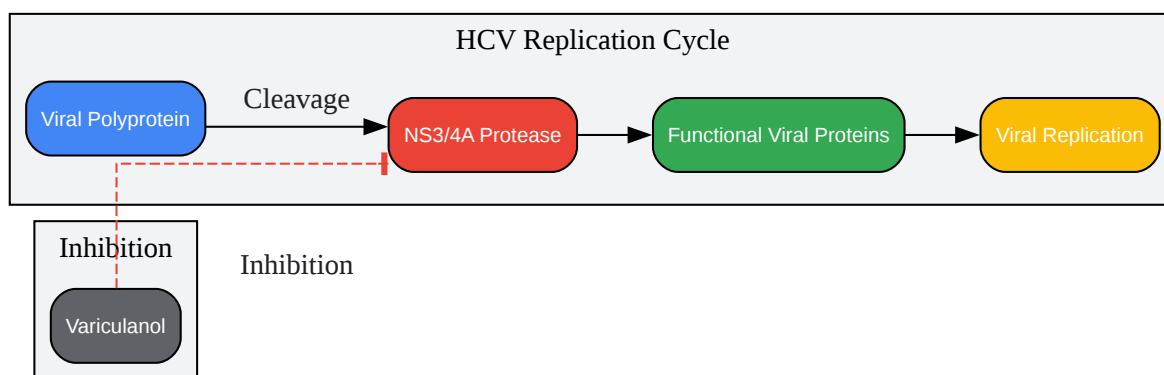 HCV Replication Cycle
Cleavage
Viral Polyprotein
NS3/4A Protease
Functional Viral Proteins
Viral Replication
Inhibition
Inhibition
Variculanol